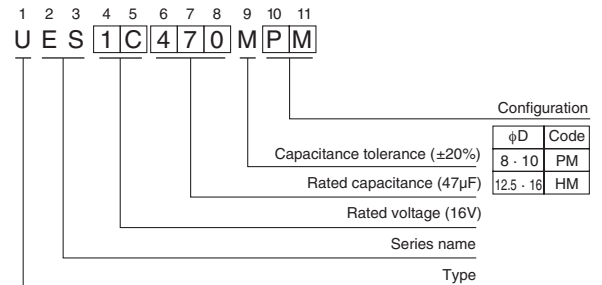 1 2 3 4 5 6 7 8 9 10 11
U E S 1 C 4 7 0 M P M
Configuration
φD Code
8 · 10 PM
12.5 · 16 HM
Capacitance tolerance (±20%)
Rated capacitance (47µF)
Rated voltage (16V)
Series name
Type